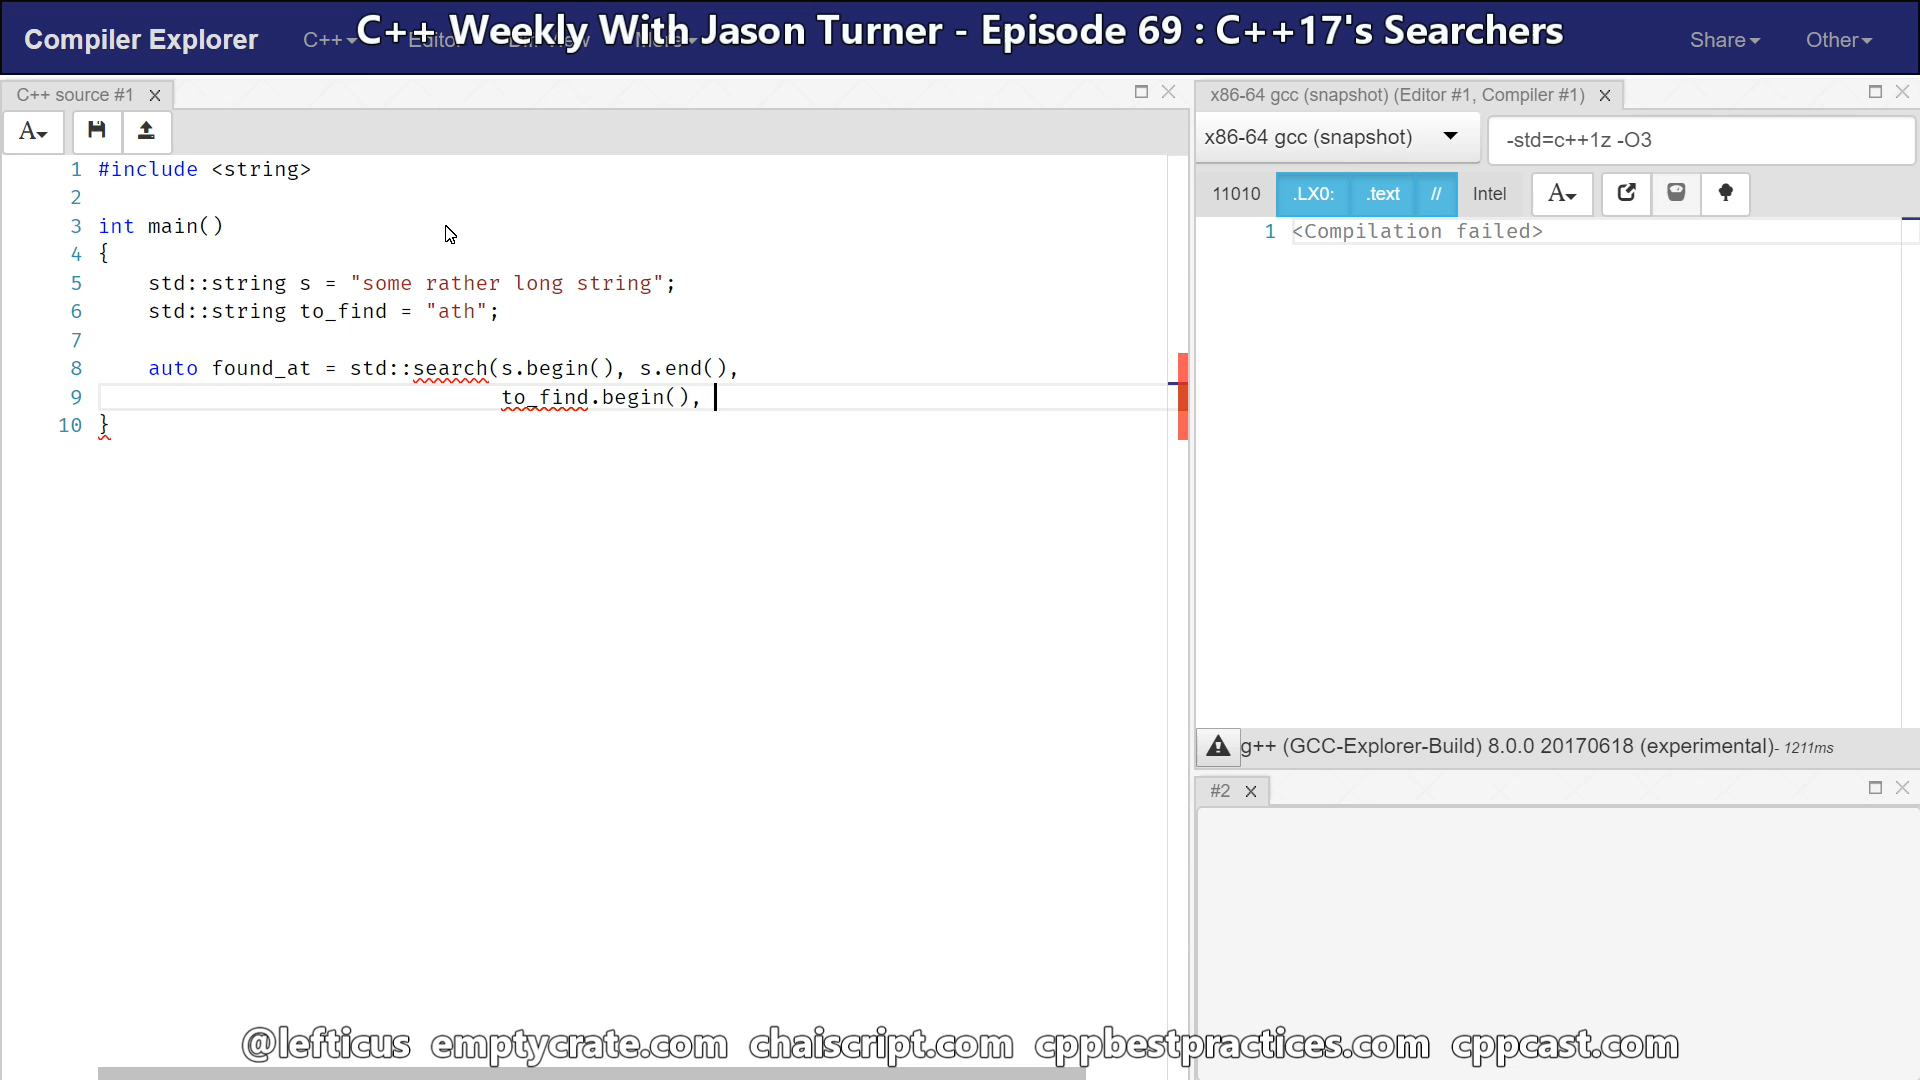 C++ Weekly With Jason Turner - Episode 69 : C++17's Searchers
Compiler Explorer C++ Editor Share Other
C++ source #1
A
1 #include <string>
2
3 int main()
4 {
5     std::string s = "some rather long string";
6     std::string to_find = "ath";
7
8     auto found_at = std::search(s.begin(), s.end(),
9                                 to_find.begin(),
10 }
x86-64 gcc (snapshot) (Editor #1, Compiler #1)
x86-64 gcc (snapshot) -std=c++1z -O3
11010 .LX0: .text // Intel A
1 <Compilation failed>
g++ (GCC-Explorer-Build) 8.0.0 20170618 (experimental)- 1211ms
#2
@lefticus emptycrate.com chaiscript.com cppbestpractices.com cppcast.com